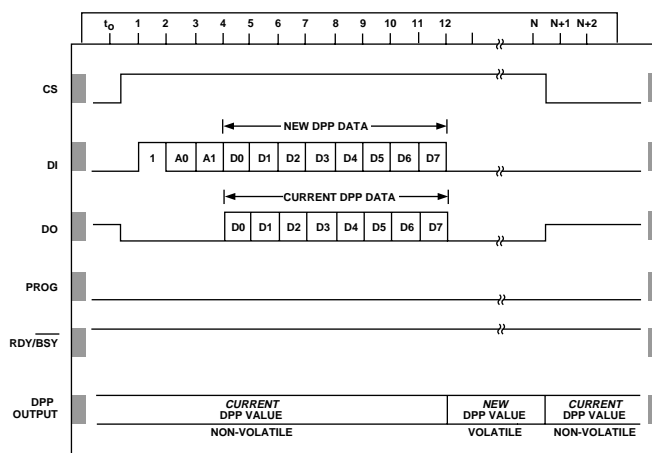 to 1 2 3 4 5 6 7 8 9 10 11 12 N N+1 N+2
CS
NEW DPP DATA
DI 1 A0 A1 D0 D1 D2 D3 D4 D5 D6 D7
CURRENT DPP DATA
DO D0 D1 D2 D3 D4 D5 D6 D7
PROG
RDY/BSY
DPP OUTPUT
CURRENT DPP VALUE
NON-VOLATILE
NEW DPP VALUE
VOLATILE
CURRENT DPP VALUE
NON-VOLATILE